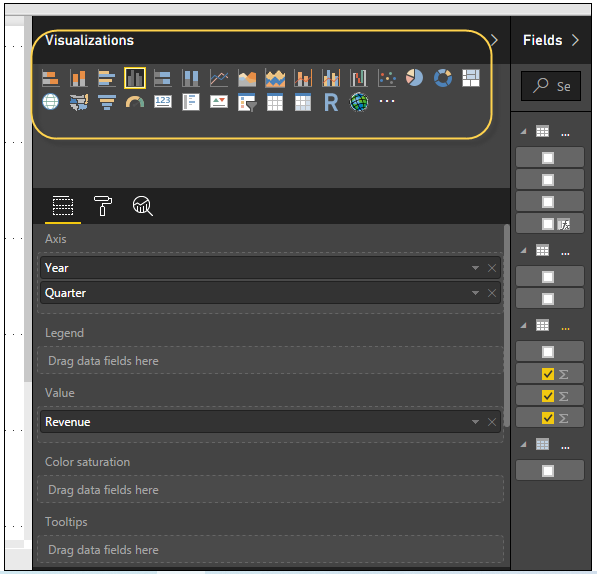 Visualizations
Fields
Se
123
R
...
...
Axis
Year
Quarter
...
Legend
Drag data fields here
...
Value
Revenue
Color saturation
Drag data fields here
...
Tooltips
Drag data fields here